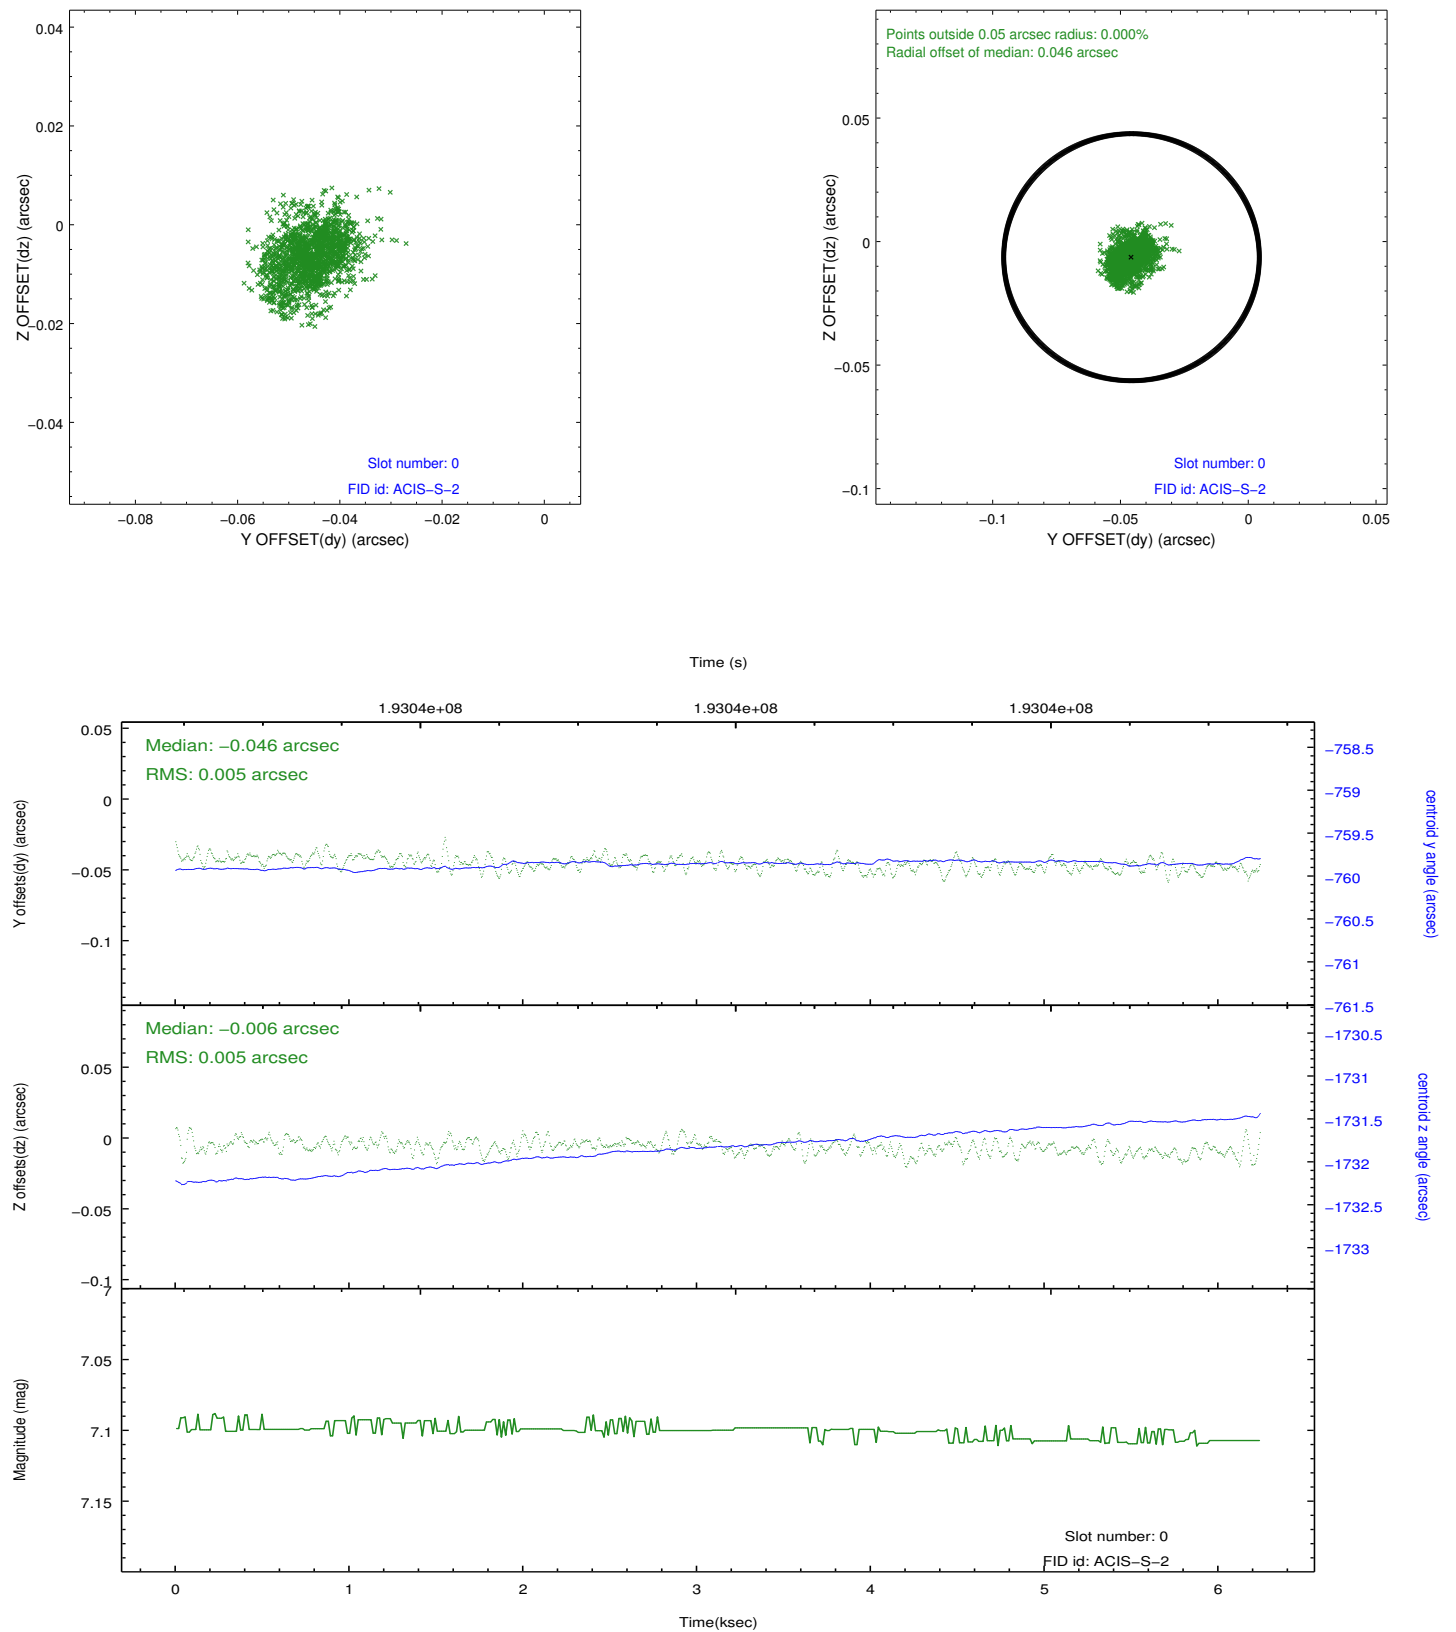 0.04
0.02
0
−0.02
−0.04
Z OFFSET(dz) (arcsec)
Slot number: 0
FID id: ACIS−S−2
−0.08
−0.06
−0.04
−0.02
0
Y OFFSET(dy) (arcsec)
Points outside 0.05 arcsec radius: 0.000%
Radial offset of median: 0.046 arcsec
0.05
0
−0.05
−0.1
Z OFFSET(dz) (arcsec)
Slot number: 0
FID id: ACIS−S−2
−0.1
−0.05
0
0.05
Y OFFSET(dy) (arcsec)
Time (s)
1.9304e+08
1.9304e+08
1.9304e+08
Median: −0.046 arcsec
RMS: 0.005 arcsec
0.05
0
−0.05
−0.1
Y offsets(dy) (arcsec)
−758.5
−759
−759.5
−760
−760.5
−761
−761.5
centroid y angle (arcsec)
Median: −0.006 arcsec
RMS: 0.005 arcsec
0.05
0
−0.05
−0.1
Z offsets(dz) (arcsec)
−1730.5
−1731
−1731.5
−1732
−1732.5
−1733
centroid z angle (arcsec)
7
7.05
7.1
7.15
Magnitude (mag)
Slot number: 0
FID id: ACIS−S−2
0
1
2
3
4
5
6
Time(ksec)